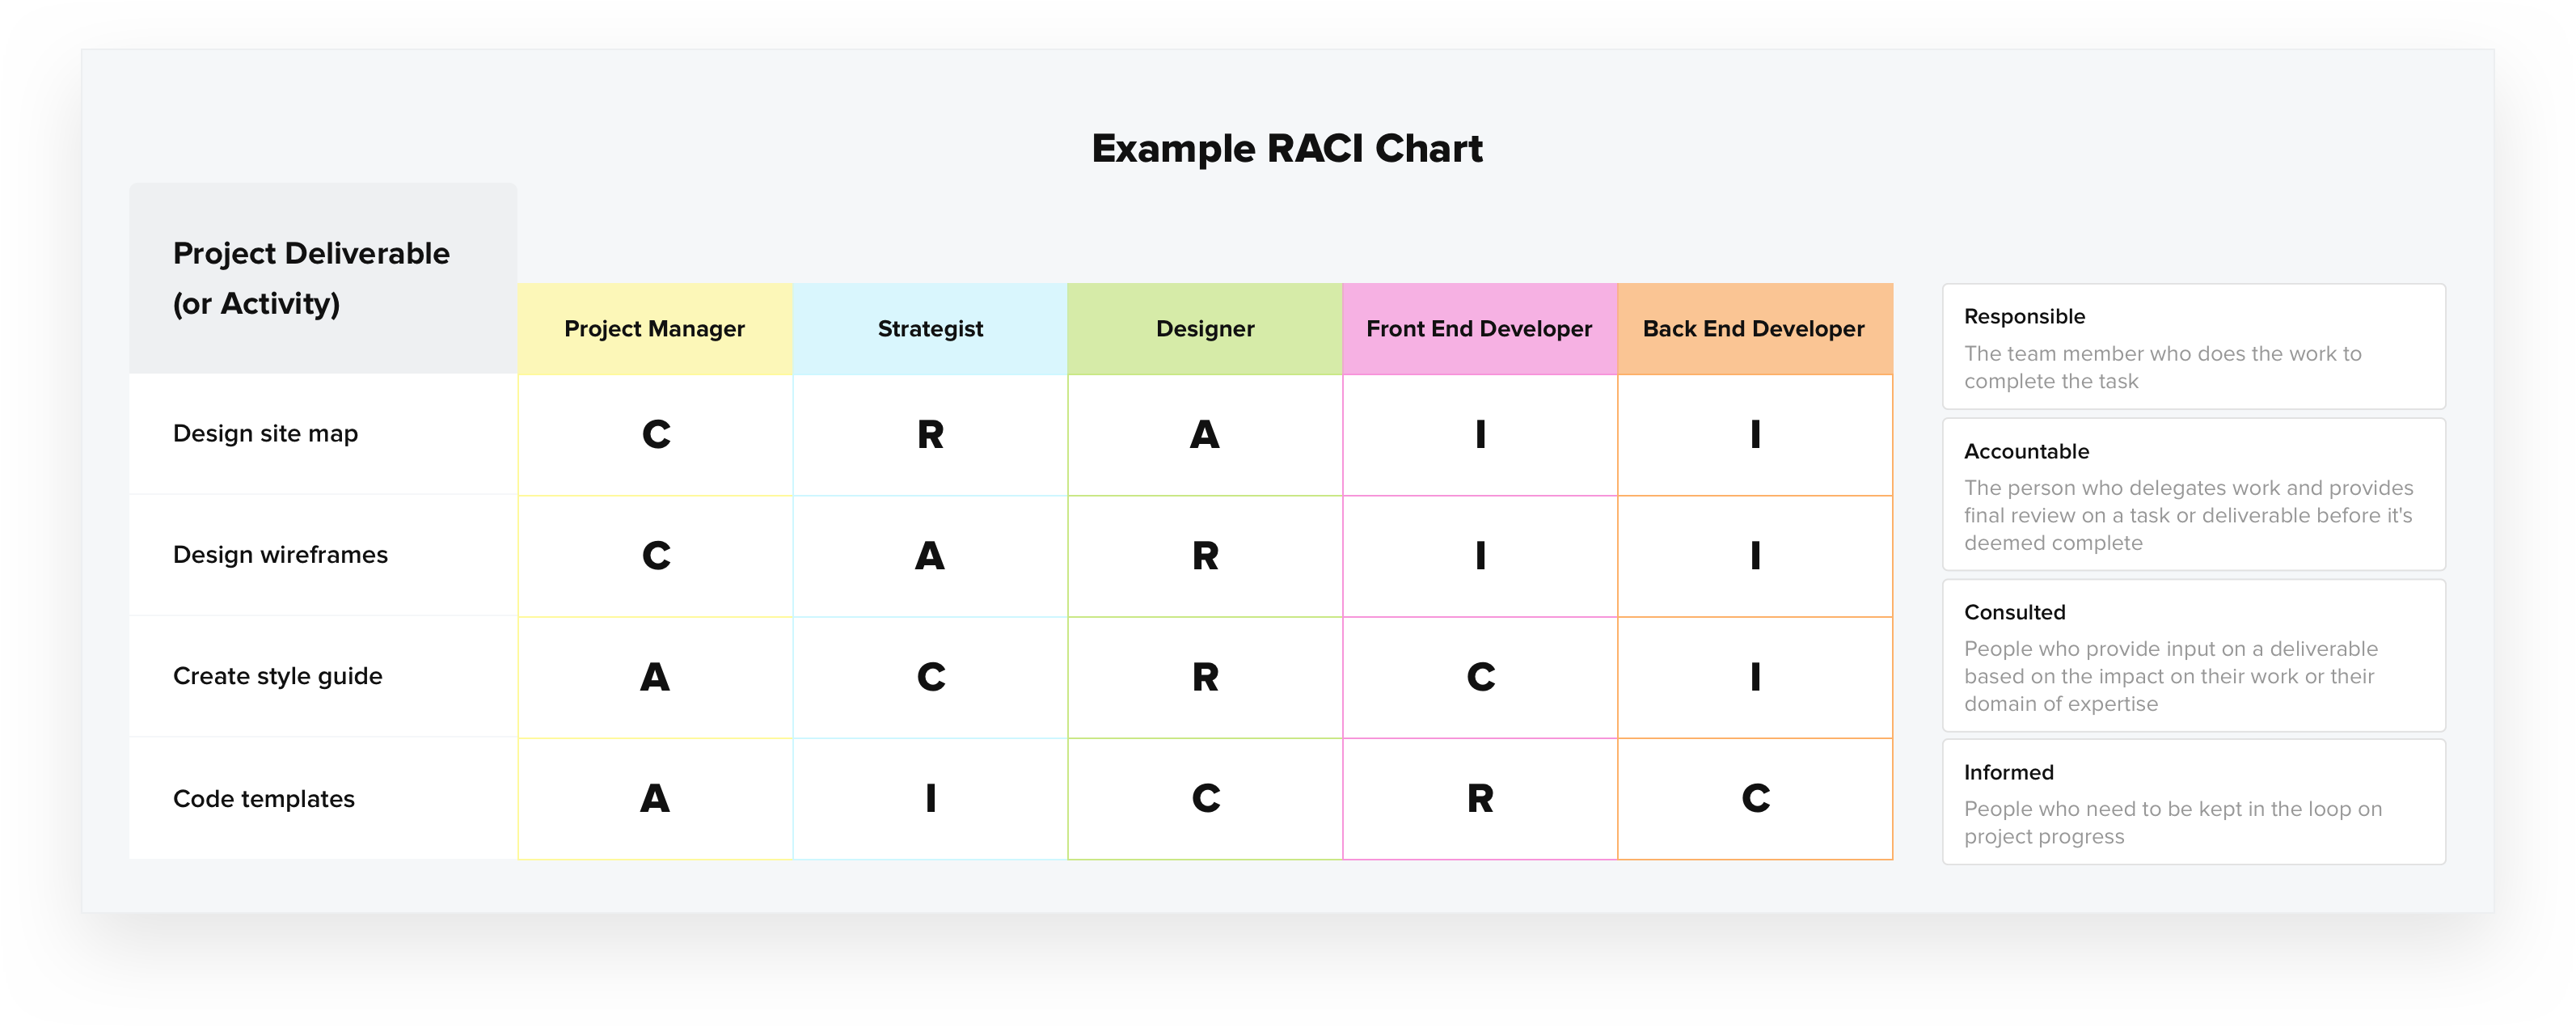 Example RACI Chart
Project Deliverable
(or Activity)
Project Manager Strategist Designer Front End Developer Back End Developer
Design site map C R A I I
Design wireframes C A R I I
Create style guide A C R C I
Code templates A I C R C
Responsible
The team member who does the work to
complete the task
Accountable
The person who delegates work and provides
final review on a task or deliverable before it's
deemed complete
Consulted
People who provide input on a deliverable
based on the impact on their work or their
domain of expertise
Informed
People who need to be kept in the loop on
project progress